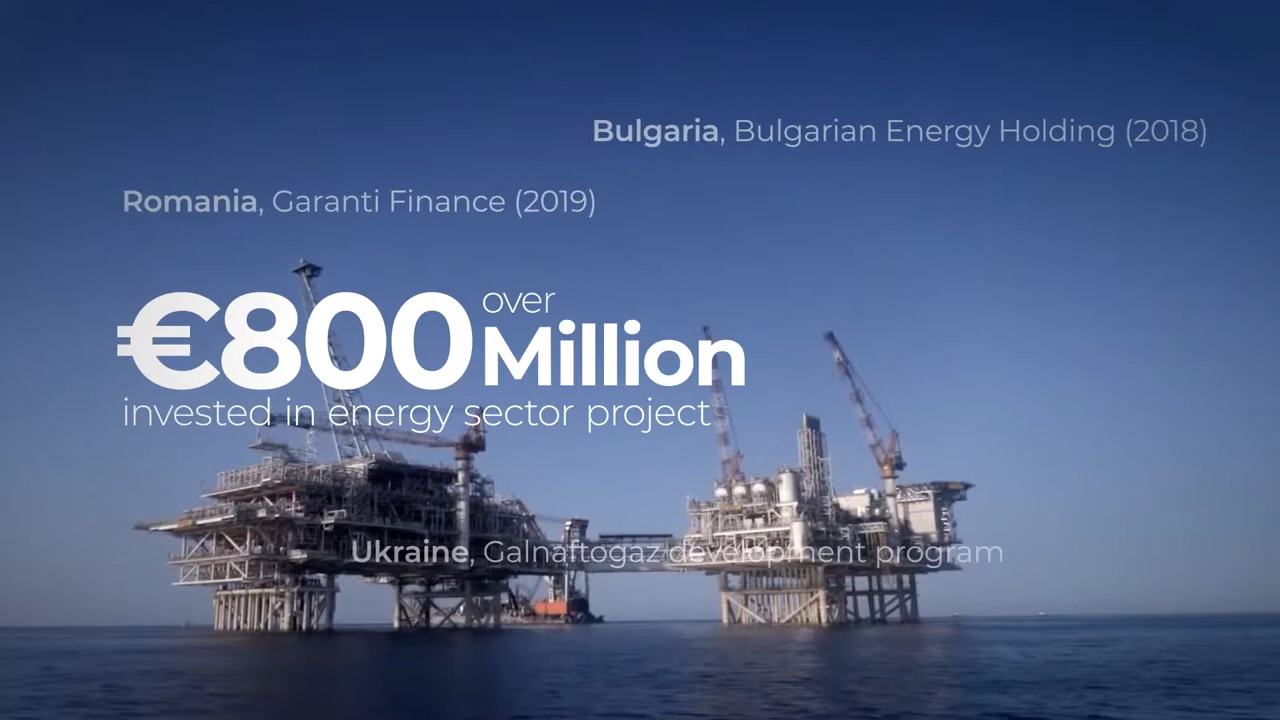 Bulgaria, Bulgarian Energy Holding (2018)
Romania, Garanti Finance (2019)
€800 over Million
invested in energy sector project
Ukraine, Galnaftogaz development program